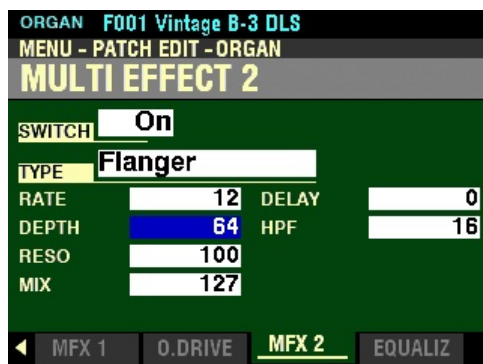 ORGAN F001 Vintage B-3 DLS
MENU - PATCH EDIT - ORGAN
MULTI EFFECT 2
SWITCH On
TYPE Flanger
RATE 12 DELAY 0
DEPTH 64 HPF 16
RESO 100
MIX 127
MFX 1 O.DRIVE MFX 2 EQUALIZ